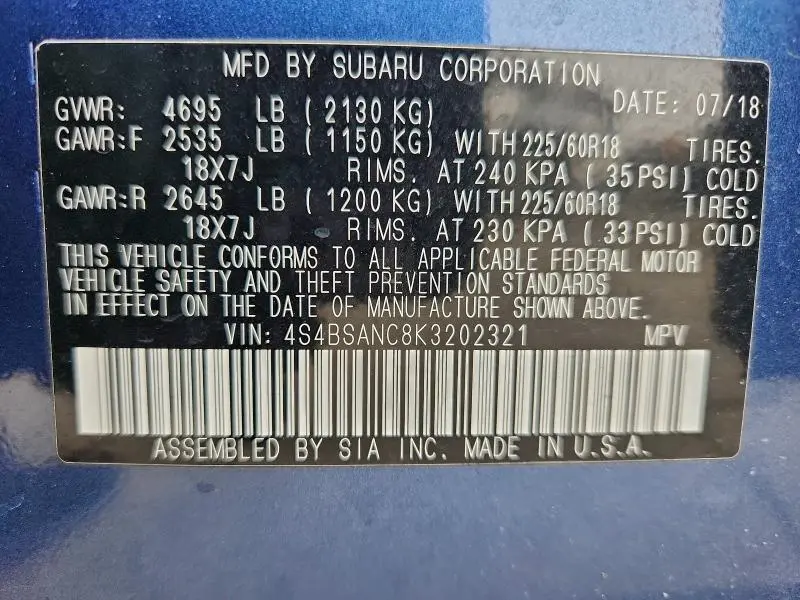 MFD BY SUBARU CORPORATION
GVWR: 4695 LB ( 2130 KG) DATE: 07/18
GAWR:F 2535 LB ( 1150 KG) WITH 225/60R18 TIRES.
18X7J RIMS. AT 240 KPA ( 35 PSI) COLD
GAWR:R 2645 LB ( 1200 KG) WITH 225/60R18 TIRES.
18X7J RIMS. AT 230 KPA ( 33 PSI) COLD
THIS VEHICLE CONFORMS TO ALL APPLICABLE FEDERAL MOTOR
VEHICLE SAFETY AND THEFT PREVENTION STANDARDS
IN EFFECT ON THE DATE OF MANUFACTURE SHOWN ABOVE.
VIN: 4S4BSANC8K3202321 MPV
ASSEMBLED BY SIA INC. MADE IN U.S.A.